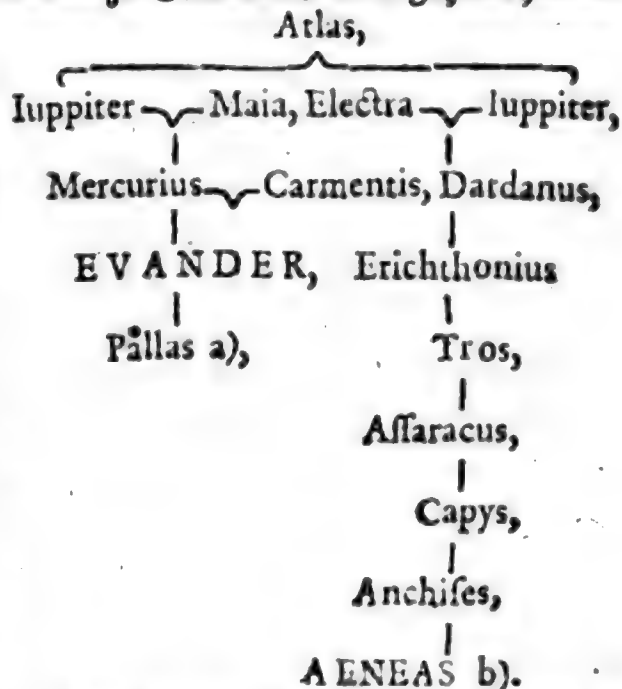 Atlas,
Iuppiter Maia, Electra Iuppiter,
Mercurius Carmentis, Dardanus,
EVANDER, Erichthonius
Pallas a),
Tros,
Aſſaracus,
Capys,
Anchiſes,
AENEAS b).